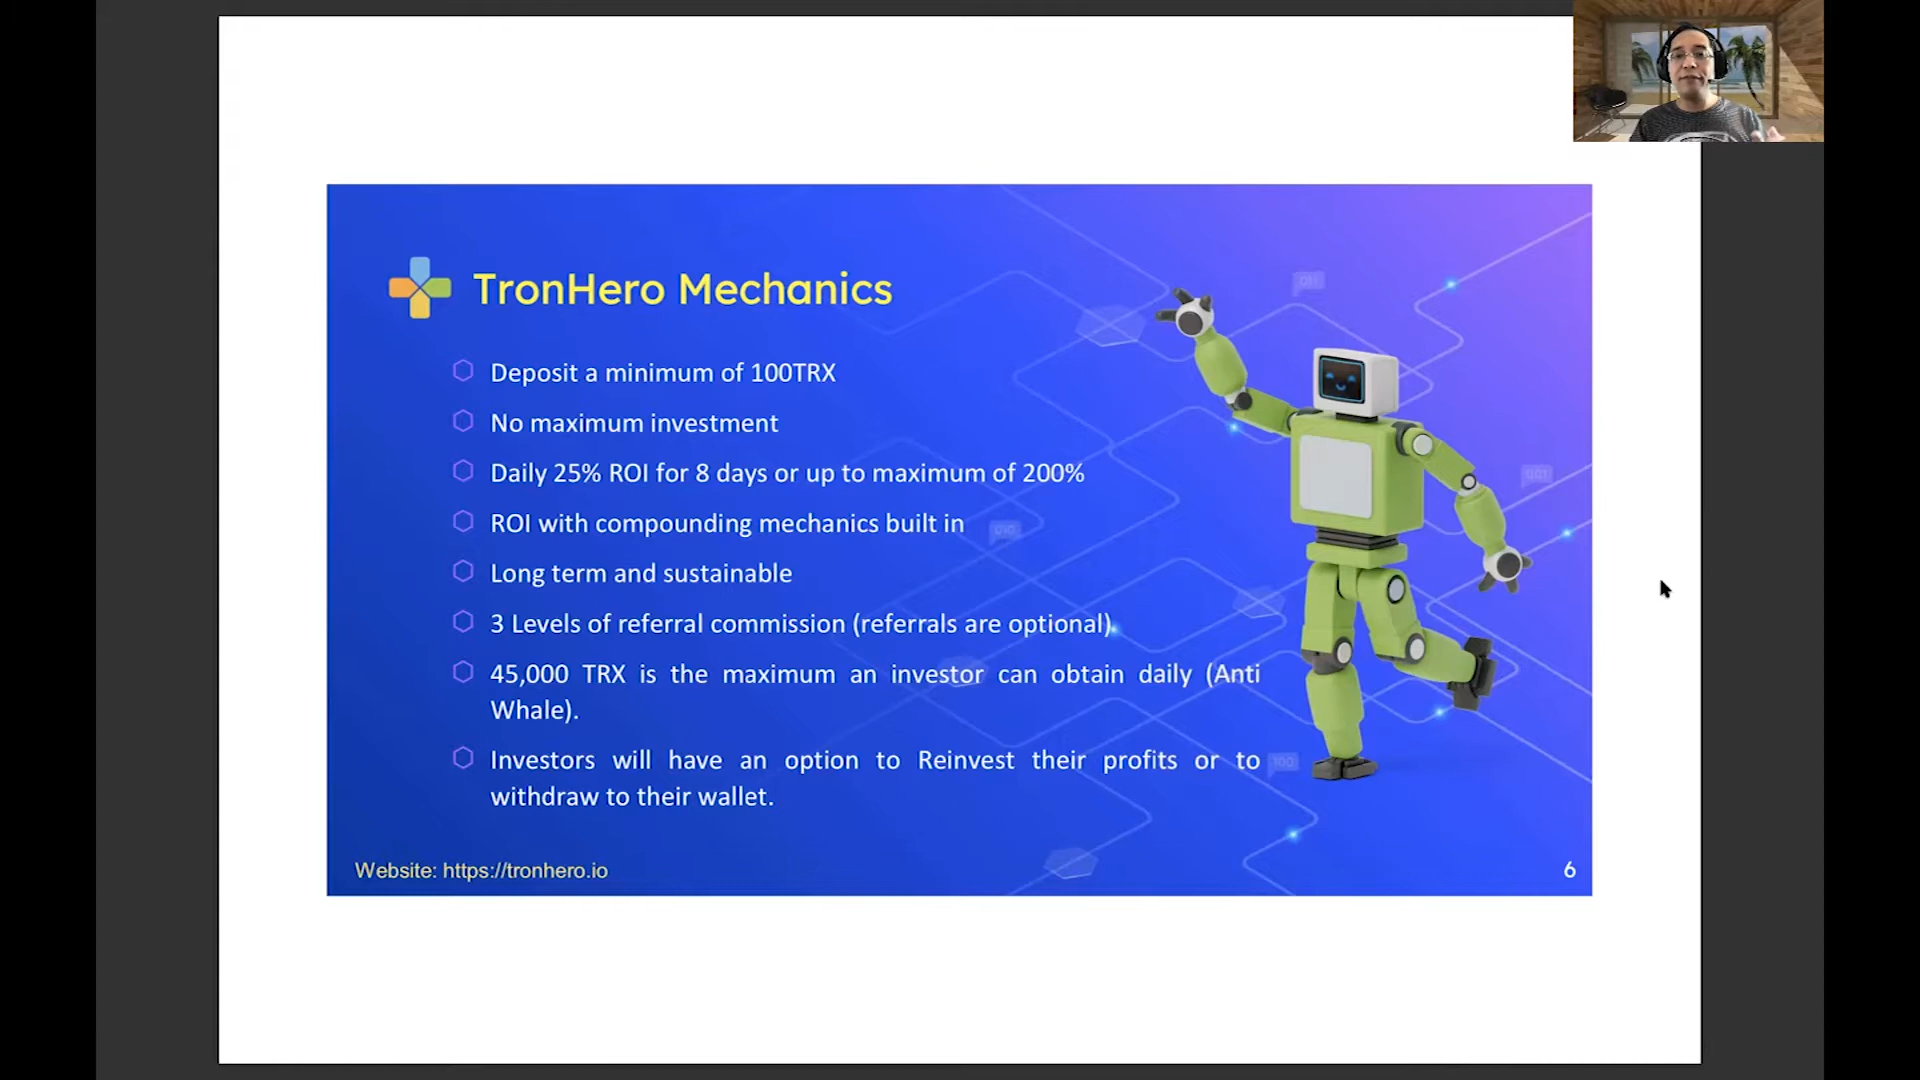 TronHero Mechanics
Deposit a minimum of 100TRX
No maximum investment
Daily 25% ROI for 8 days or up to maximum of 200%
ROI with compounding mechanics built in
Long term and sustainable
3 Levels of referral commission (referrals are optional)
45,000 TRX is the maximum an investor can obtain daily (Anti
Whale).
Investors will have an option to Reinvest their profits or to
withdraw to their wallet.
Website: https://tronhero.io
6